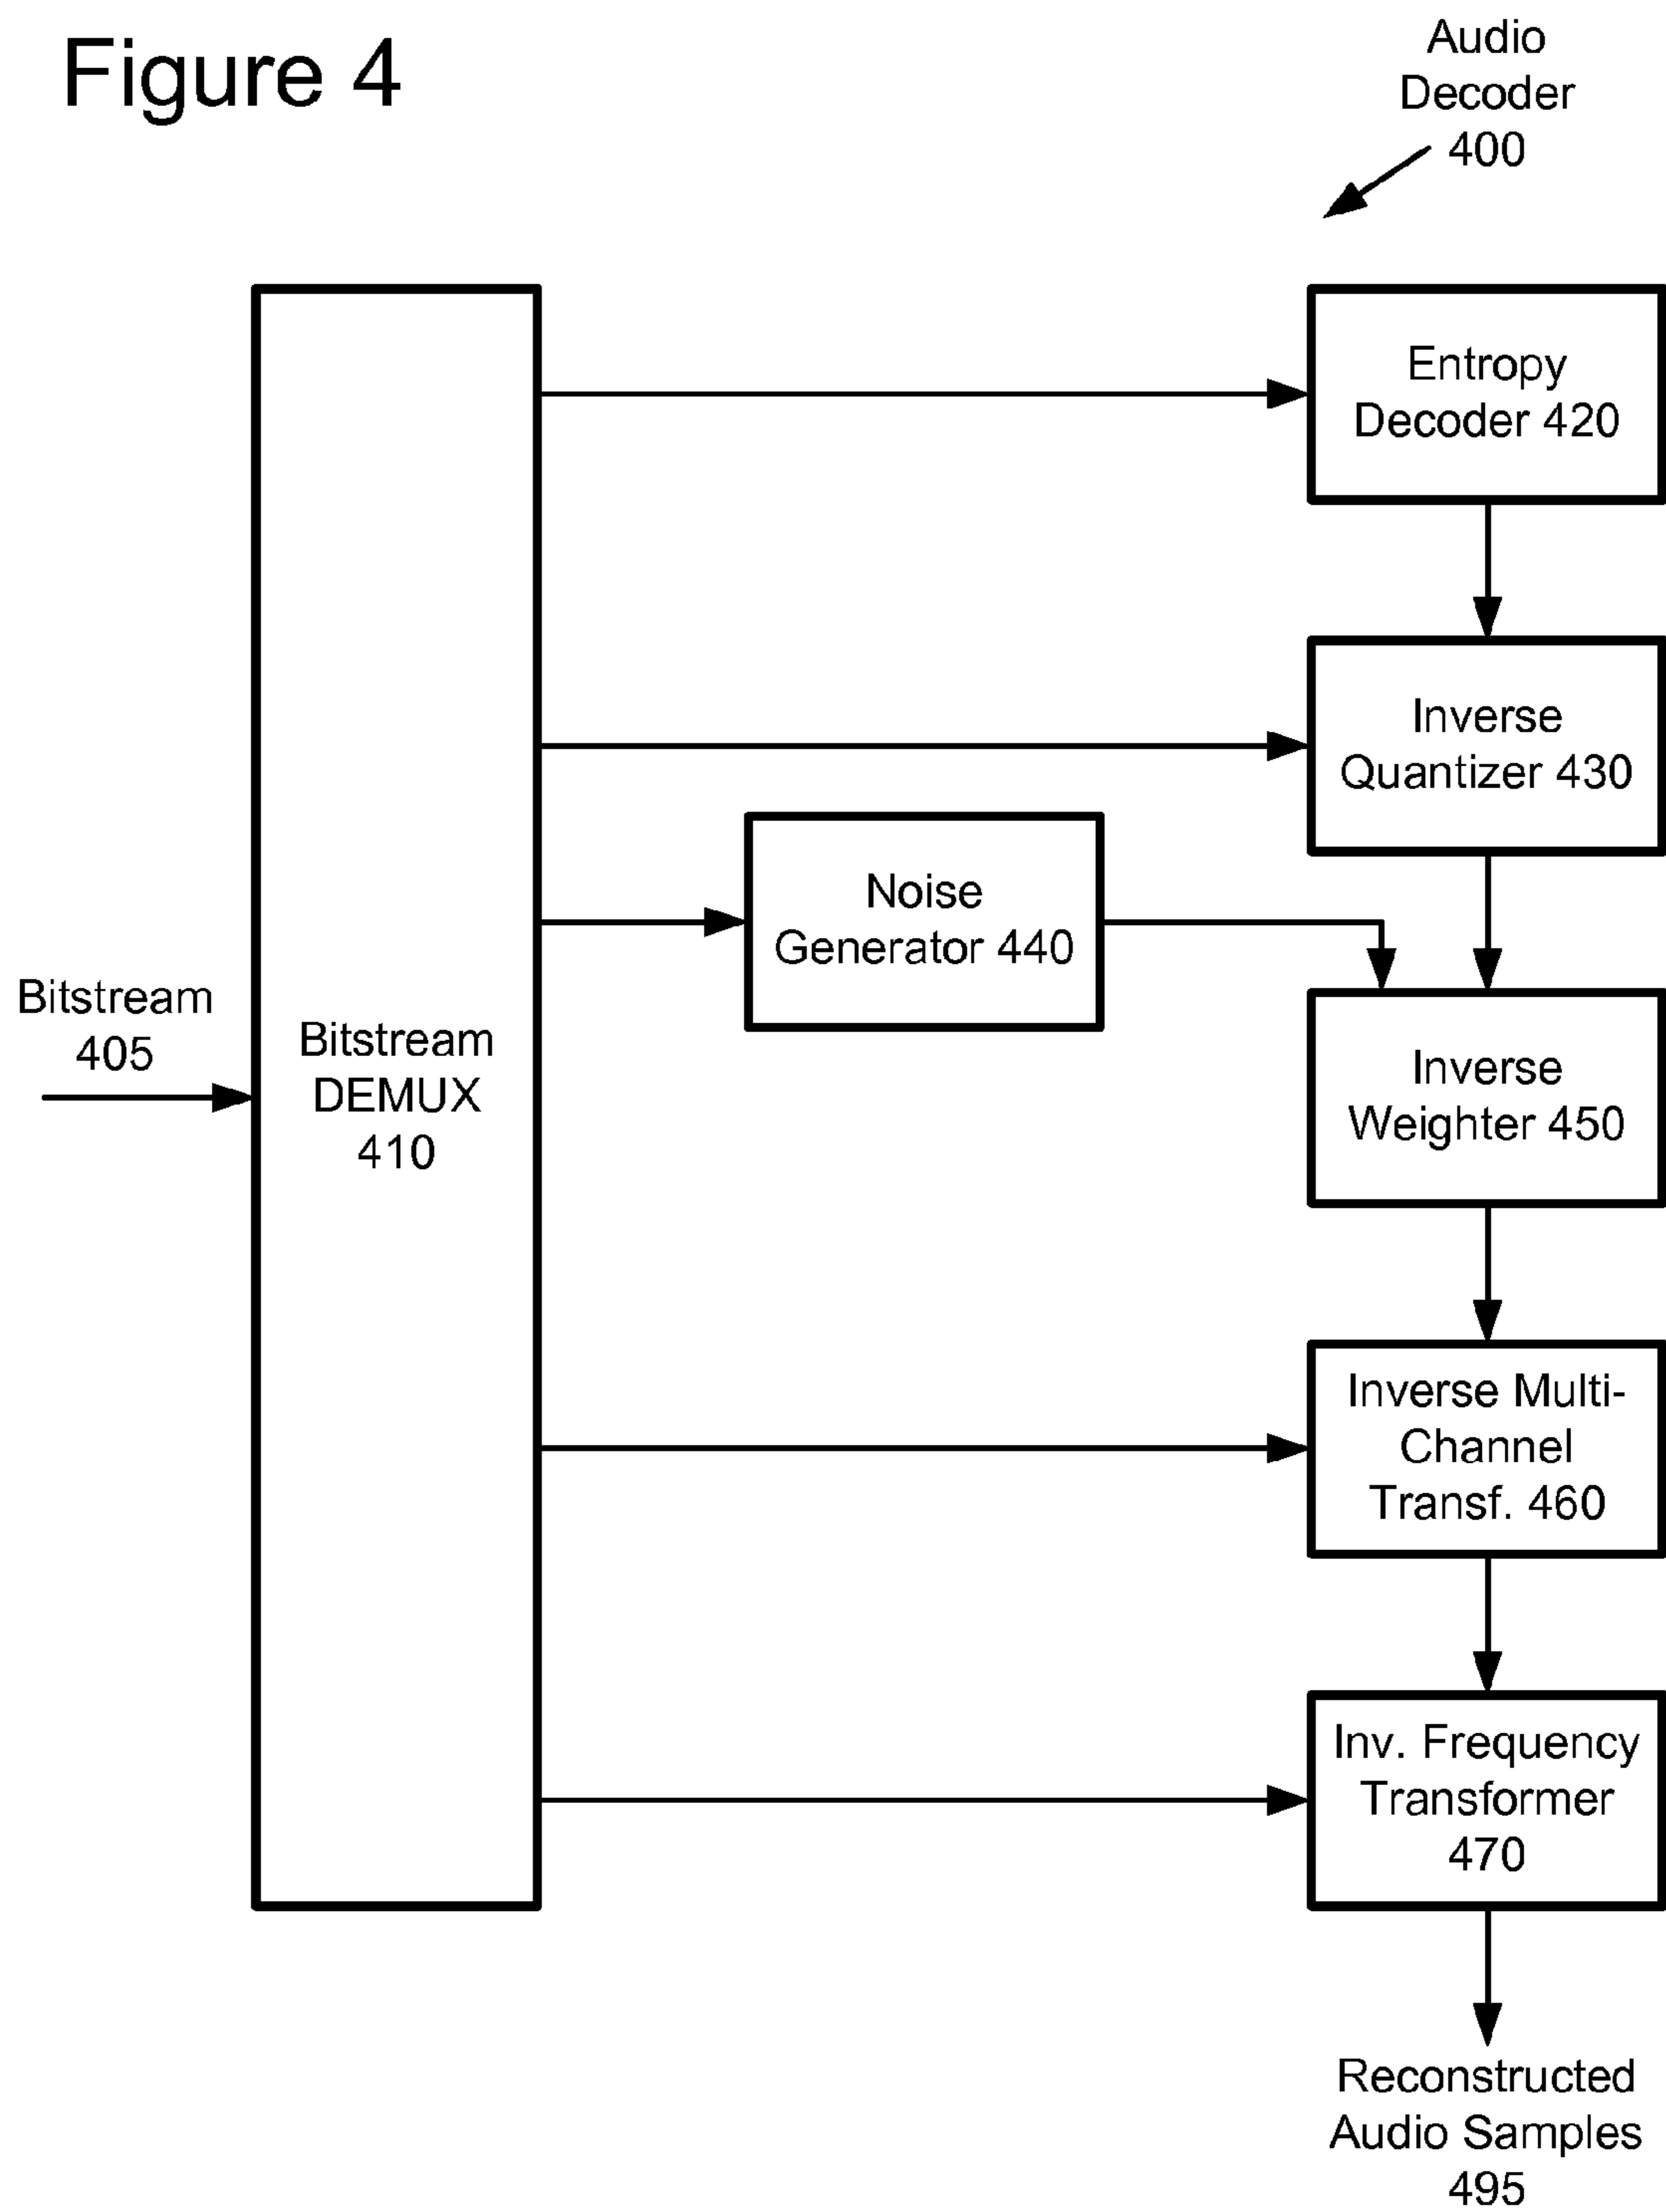 Figure 4
Audio
Decoder
400
Entropy
Decoder 420
Inverse
Quantizer 430
Noise
Generator 440
Bitstream
405
Bitstream
DEMUX
410
Inverse
Weighter 450
Inverse Multi-
Channel
Transf. 460
Inv. Frequency
Transformer
470
Reconstructed
Audio Samples
495